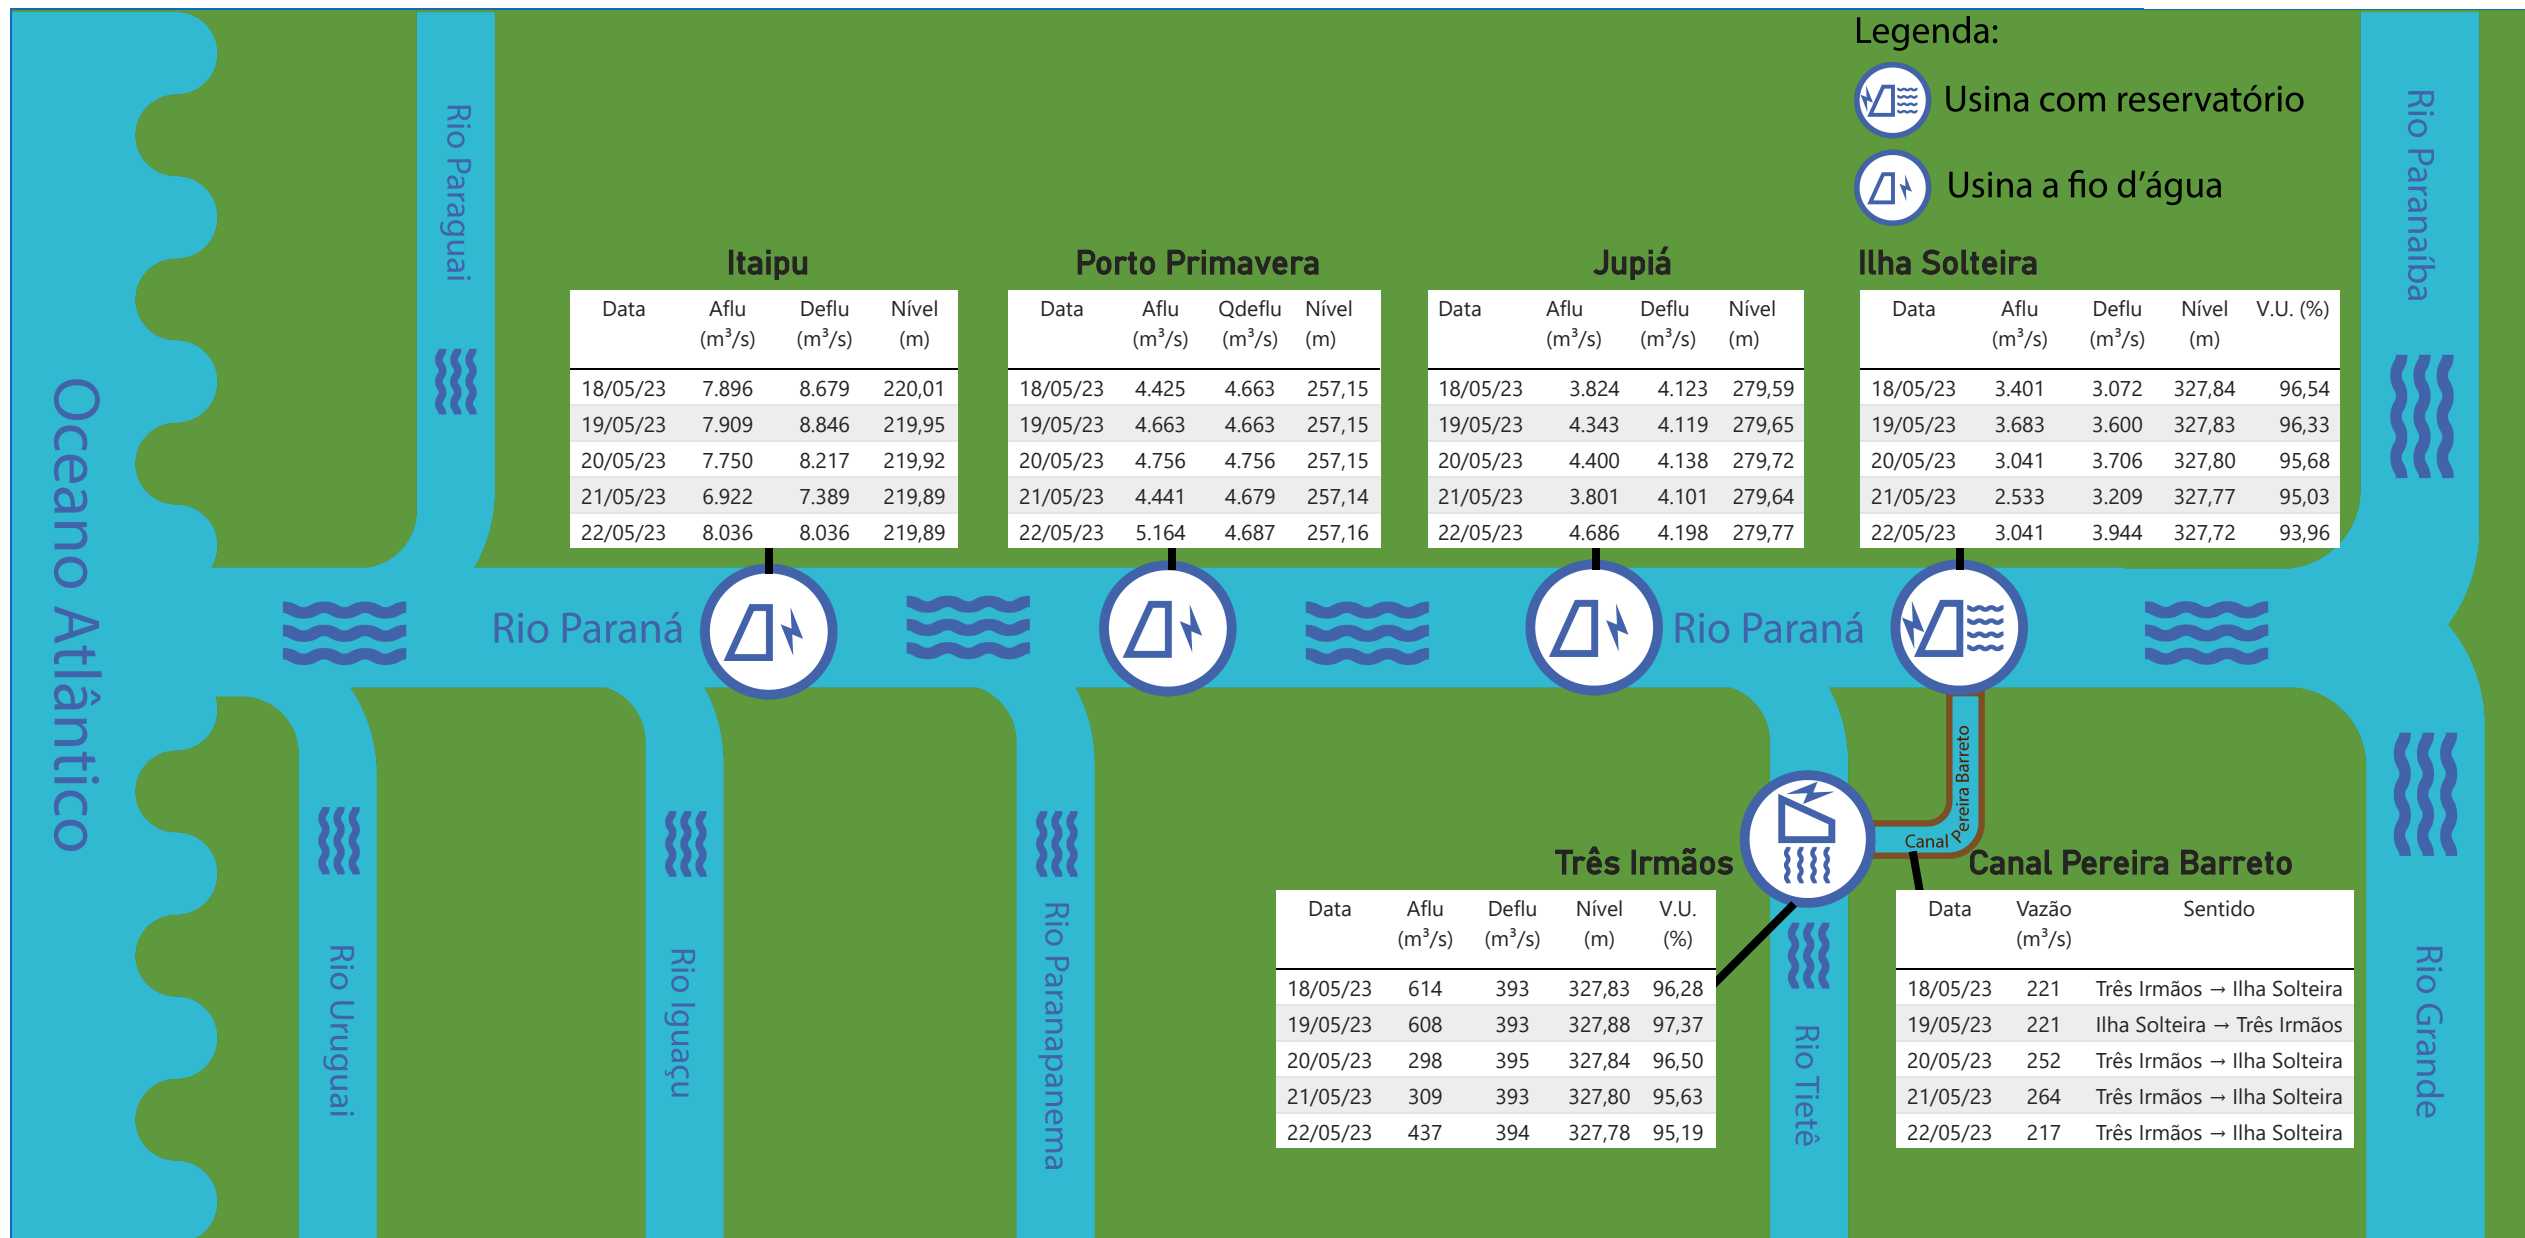 Legenda:
Usina com reservatório
Usina a fio d'água
Oceano Atlântico
Rio Paraguai
Rio Paranaíba
Itaipu
Data Aflu (m³/s) Deflu (m³/s) Nível (m)
18/05/23 7.896 8.679 220,01
19/05/23 7.909 8.846 219,95
20/05/23 7.750 8.217 219,92
21/05/23 6.922 7.389 219,89
22/05/23 8.036 8.036 219,89
Porto Primavera
Data Aflu (m³/s) Qdeflu (m³/s) Nível (m)
18/05/23 4.425 4.663 257,15
19/05/23 4.663 4.663 257,15
20/05/23 4.756 4.756 257,15
21/05/23 4.441 4.679 257,14
22/05/23 5.164 4.687 257,16
Jupiá
Data Aflu (m³/s) Deflu (m³/s) Nível (m)
18/05/23 3.824 4.123 279,59
19/05/23 4.343 4.119 279,65
20/05/23 4.400 4.138 279,72
21/05/23 3.801 4.101 279,64
22/05/23 4.686 4.198 279,77
Ilha Solteira
Data Aflu (m³/s) Deflu (m³/s) Nível (m) V.U. (%)
18/05/23 3.401 3.072 327,84 96,54
19/05/23 3.683 3.600 327,83 96,33
20/05/23 3.041 3.706 327,80 95,68
21/05/23 2.533 3.209 327,77 95,03
22/05/23 3.041 3.944 327,72 93,96
Rio Paraná
Rio Paraná
Canal Pereira Barreto
Três Irmãos
Data Aflu (m³/s) Deflu (m³/s) Nível (m) V.U. (%)
18/05/23 614 393 327,83 96,28
19/05/23 608 393 327,88 97,37
20/05/23 298 395 327,84 96,50
21/05/23 309 393 327,80 95,63
22/05/23 437 394 327,78 95,19
Canal Pereira Barreto
Data Vazão (m³/s) Sentido
18/05/23 221 Três Irmãos → Ilha Solteira
19/05/23 221 Ilha Solteira → Três Irmãos
20/05/23 252 Três Irmãos → Ilha Solteira
21/05/23 264 Três Irmãos → Ilha Solteira
22/05/23 217 Três Irmãos → Ilha Solteira
Rio Uruguai
Rio Iguaçu
Rio Paranapanema
Rio Tietê
Rio Grande